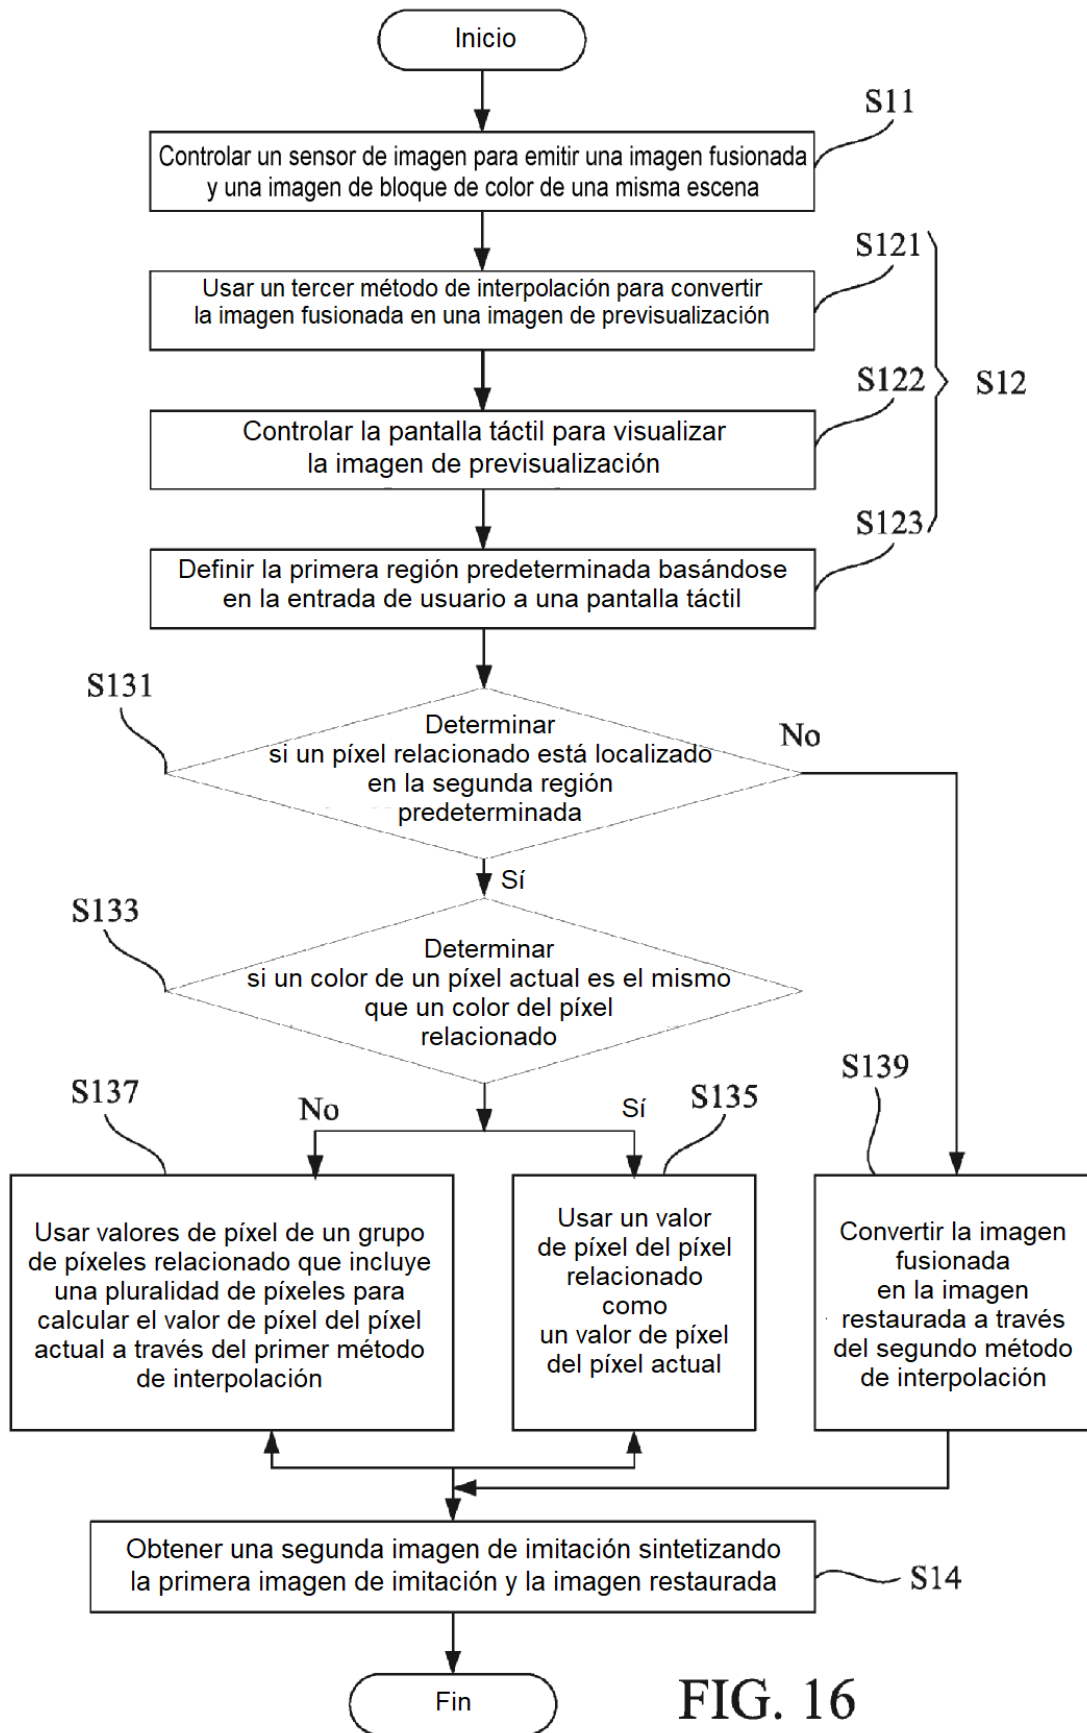 Inicio
S11
Controlar un sensor de imagen para emitir una imagen fusionada
y una imagen de bloque de color de una misma escena
S121
Usar un tercer método de interpolación para convertir
la imagen fusionada en una imagen de previsualización
S122
S12
Controlar la pantalla táctil para visualizar
la imagen de previsualización
S123
Definir la primera región predeterminada basándose
en la entrada de usuario a una pantalla táctil
S131
Determinar
si un píxel relacionado está localizado
en la segunda región
predeterminada
No
Sí
S133
Determinar
si un color de un píxel actual es el mismo
que un color del píxel
relacionado
S137
No
Sí
S135
S139
Usar valores de píxel de un grupo
de píxeles relacionado que incluye
una pluralidad de píxeles para
calcular el valor de píxel del píxel
actual a través del primer método
de interpolación
Usar un valor
de píxel del píxel
relacionado
como
un valor de píxel
del píxel actual
Convertir la imagen
fusionada
en la imagen
restaurada a través
del segundo método
de interpolación
Obtener una segunda imagen de imitación sintetizando
la primera imagen de imitación y la imagen restaurada
S14
Fin
FIG. 16